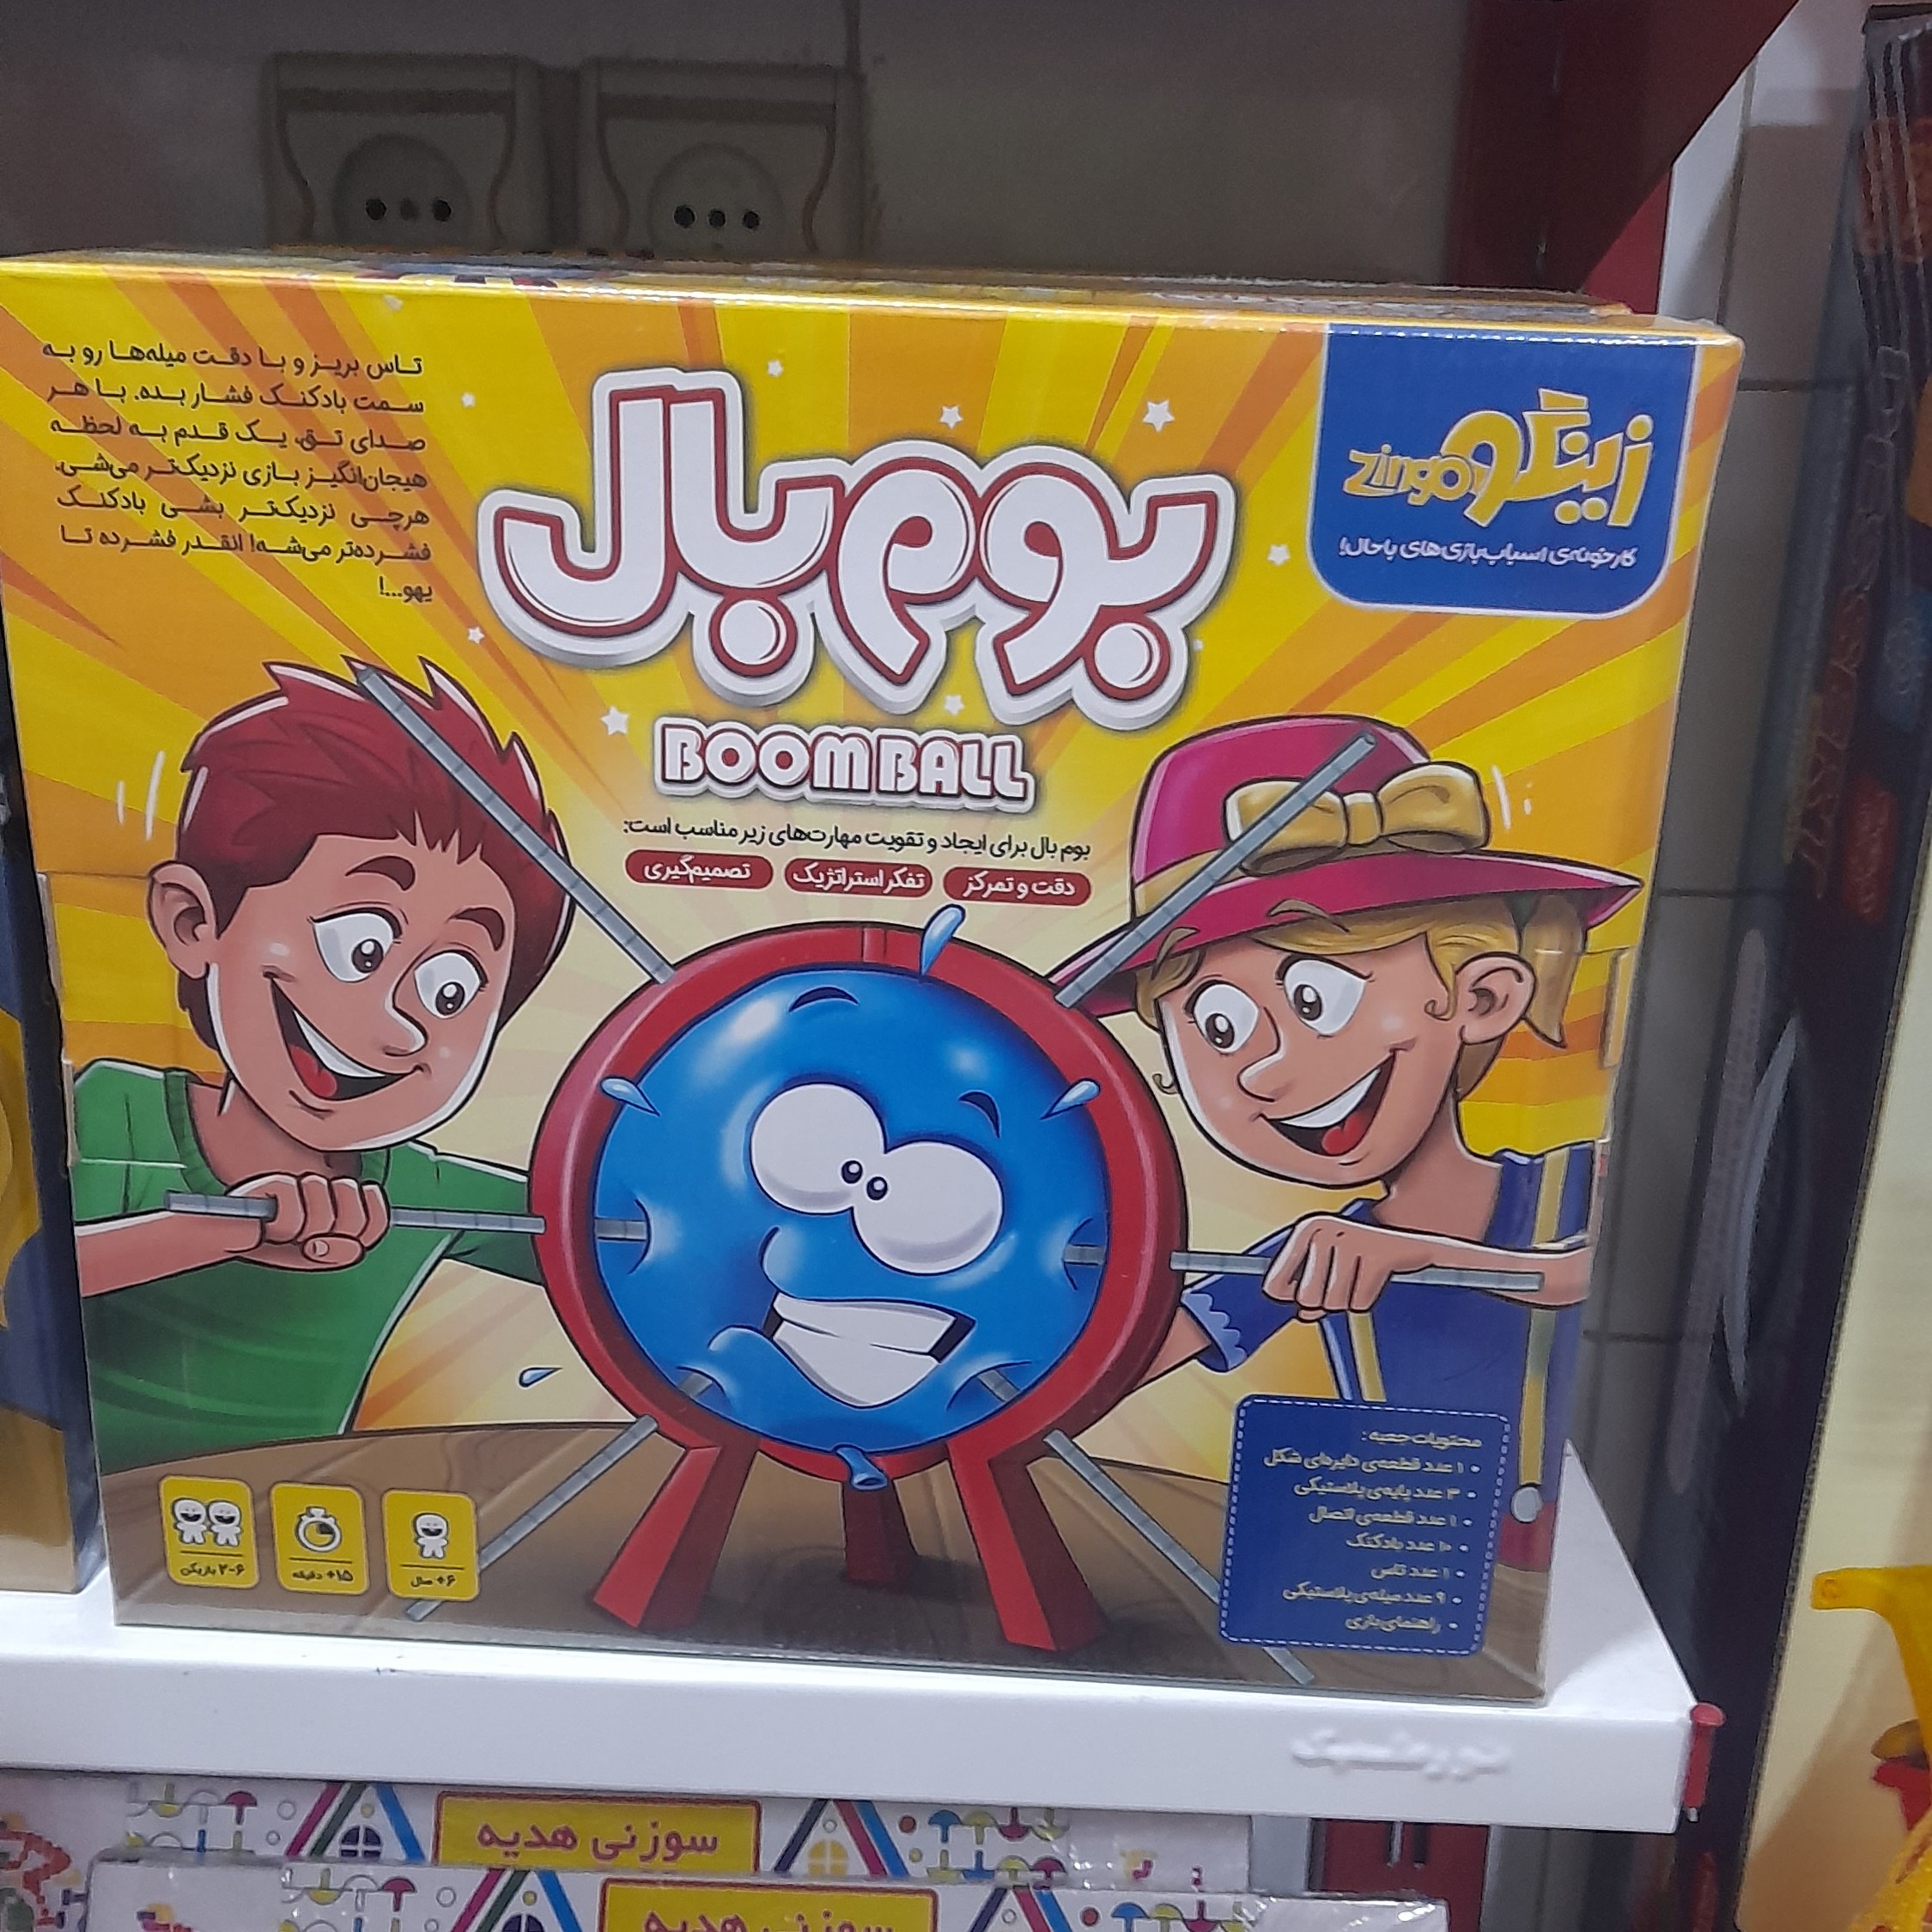 تاس بریز و با دقت میله‌ها رو به
سمت بادکنک فشار بده. با هر
صدای تق، یک قدم به لحظه
هیجان‌انگیز بازی نزدیک‌تر می‌شی.
هرچی نزدیک‌تر بشی بادکنک
فشرده‌تر می‌شه! انقدر فشرده تا
یهو...!
زینگو
Zingo
کارخونه‌ی اسباب‌بازی‌های باحال!
بوم بال
BOOM BALL
بوم بال برای ایجاد و تقویت مهارت‌های زیر مناسب است:
دقت و تمرکز
تفکر استراتژیک
تصمیم‌گیری
محتویات جعبه:
• ۱ عدد قطعه‌ی دایره‌ای شکل
• ۳ عدد پایه‌ی پلاستیکی
• ۱ عدد قطعه‌ی اتصال
• ۱۰ عدد بادکنک
• ۱ عدد تاس
• ۹ عدد میله‌ی پلاستیکی
• راهنمای بازی
+۶ سال
+۱۵ دقیقه
۲-۶ بازیکن
سوزنی هدیه
سوزنی هدیه